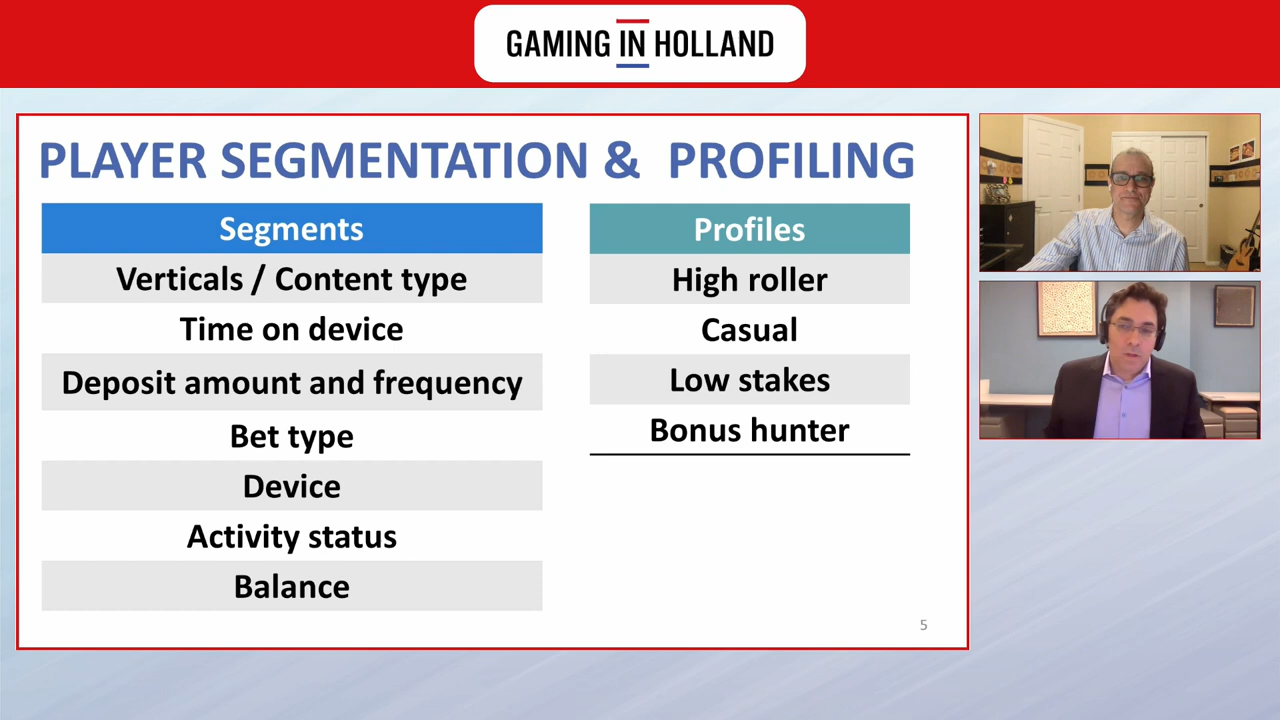 GAMING IN HOLLAND
PLAYER SEGMENTATION & PROFILING
Segments
Verticals / Content type
Time on device
Deposit amount and frequency
Bet type
Device
Activity status
Balance
Profiles
High roller
Casual
Low stakes
Bonus hunter
5